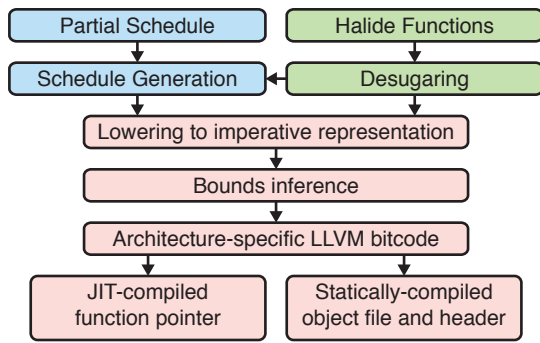 Partial Schedule
Halide Functions
Schedule Generation
Desugaring
Lowering to imperative representation
Bounds inference
Architecture-specific LLVM bitcode
JIT-compiled
function pointer
Statically-compiled
object file and header